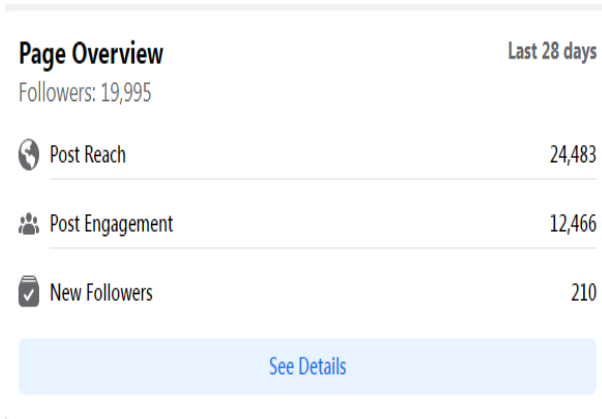 Page Overview
Last 28 days
Followers: 19,995
Post Reach 24,483
Post Engagement 12,466
New Followers 210
See Details